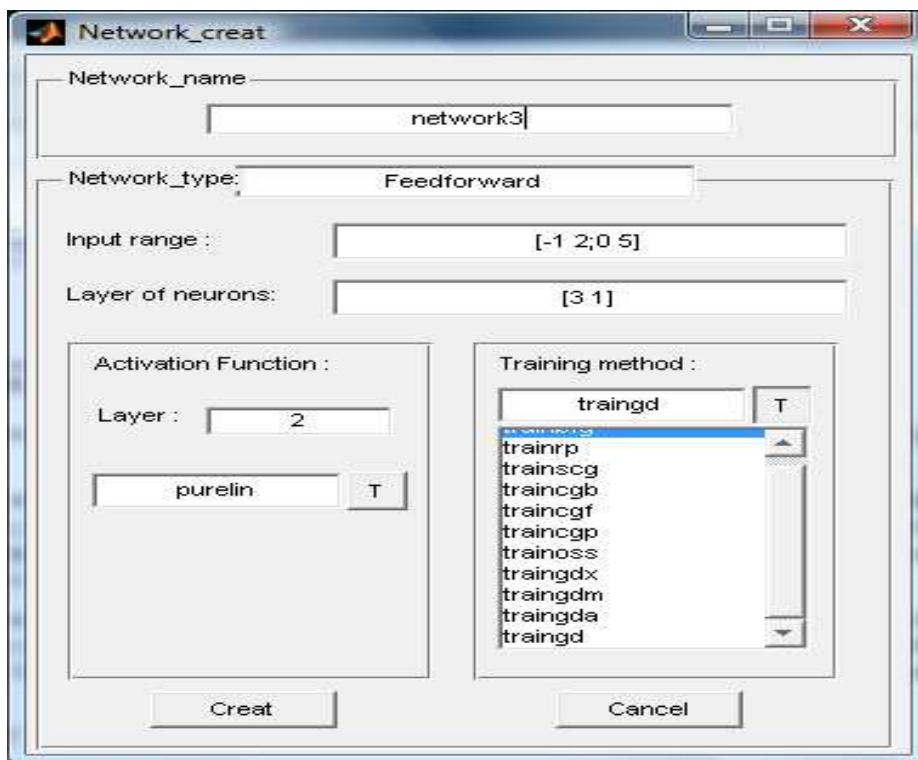 Network_creat
Network_name
network3
Network_type:
Feedforward
Input range :
[-1 2;0 5]
Layer of neurons:
[3 1]
Activation Function :
Layer :
2
purelin
T
Training method :
traingd
T
trainrp
trainscg
traincgb
traincgf
traincgp
trainoss
traingdx
traingdm
traingda
traingd
Creat
Cancel